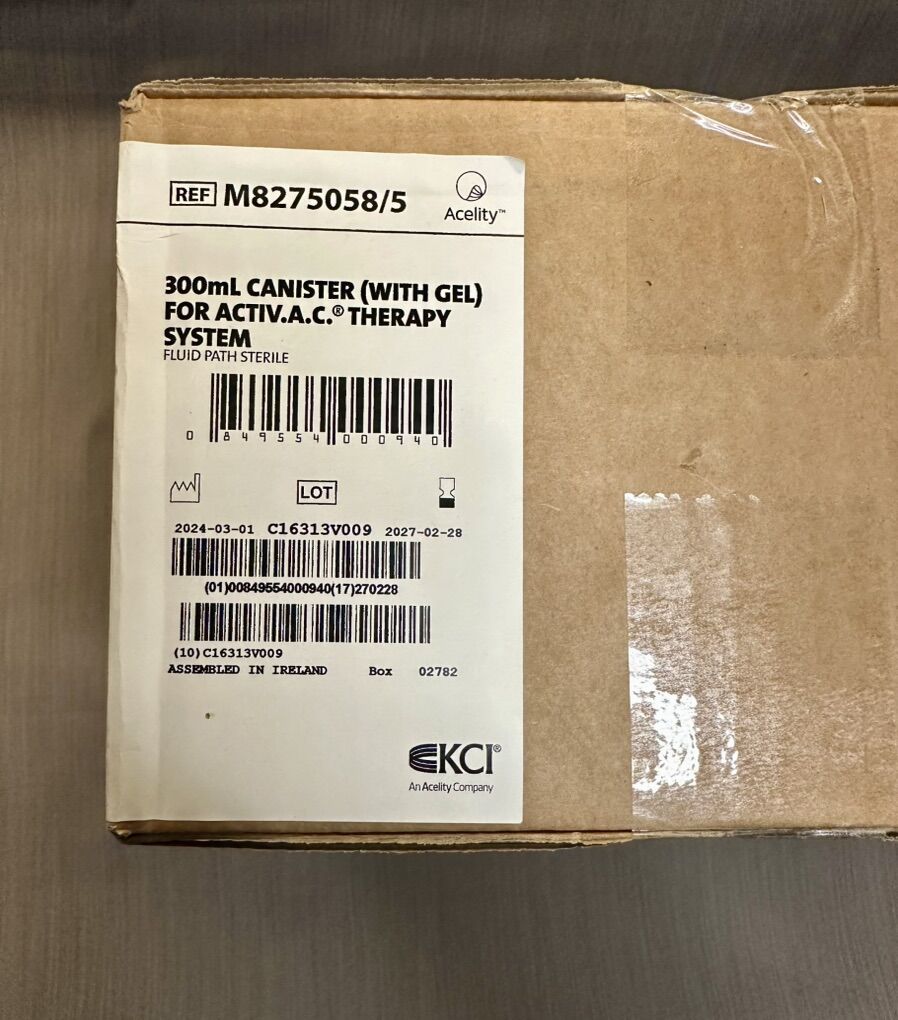 REF M8275058/5
Acelity™
300mL CANISTER (WITH GEL)
FOR ACTIV.A.C.® THERAPY
SYSTEM
FLUID PATH STERILE
0 849554 000940
LOT
2024-03-01 C16313V009 2027-02-28
(01)00849554000940(17)270228
(10)C16313V009
ASSEMBLED IN IRELAND Box 02782
KCI®
An Acelity Company